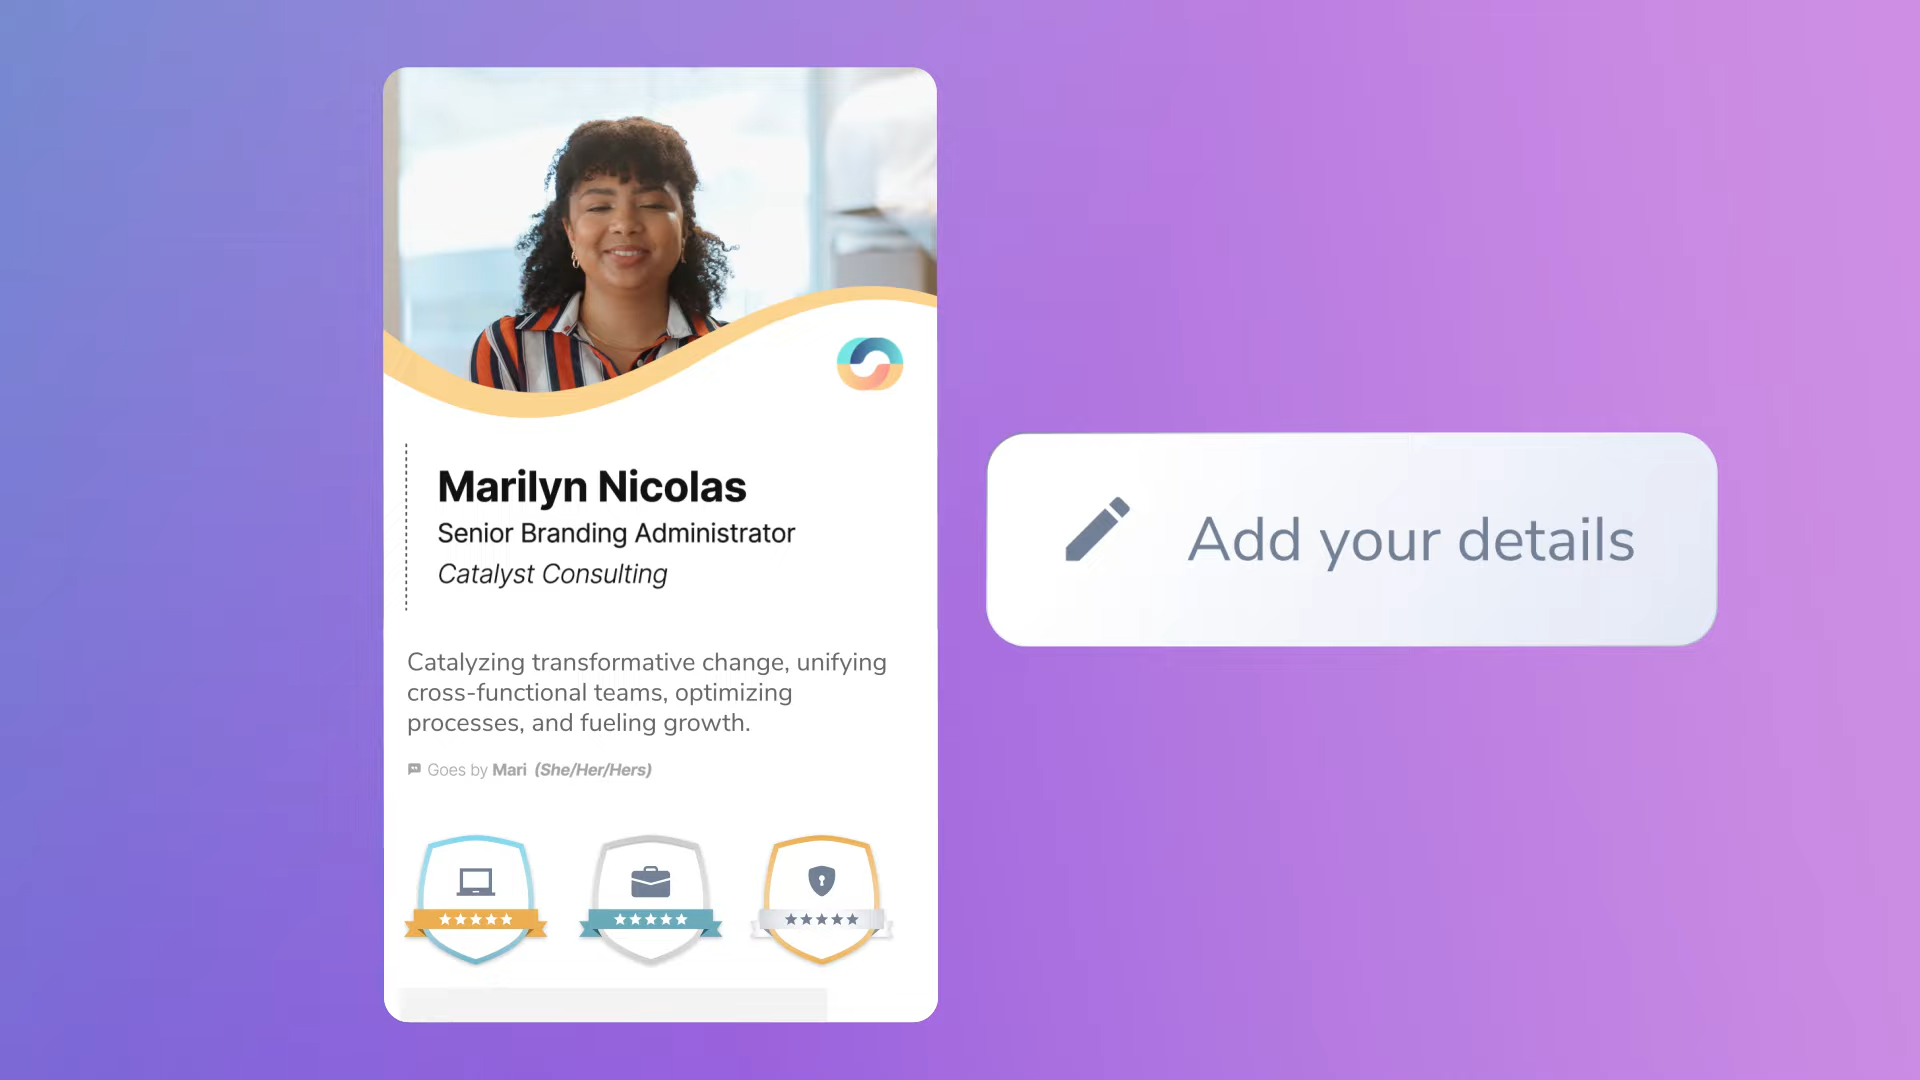 Marilyn Nicolas
Senior Branding Administrator
Catalyst Consulting
Catalyzing transformative change, unifying
cross-functional teams, optimizing
processes, and fueling growth.
Goes by Mari (She/Her/Hers)
Add your details